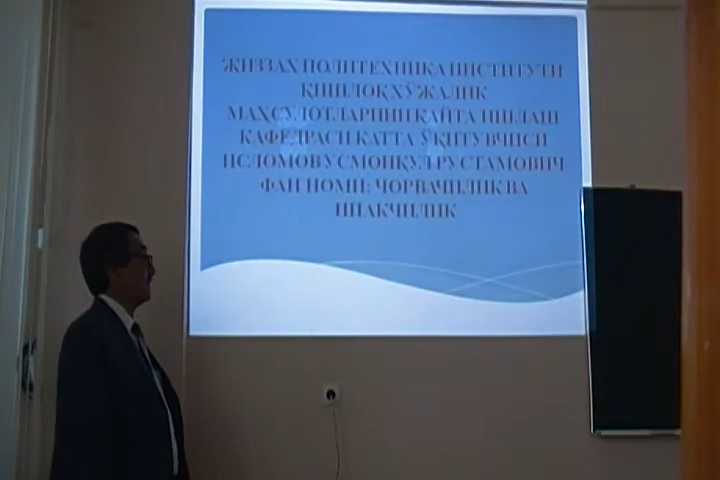 ЖИЗЗАХ ПОЛИТЕХНИКА ИНСТИТУТИ
ҚИШЛОҚ ХЎЖАЛИК
МАҲСУЛОТЛАРИНИ ҚАЙТА ИШЛАШ
КАФЕДРАСИ КАТТА ЎҚИТУВЧИСИ
ИСЛОМОВ УСМОНҚУЛ РУСТАМОВИЧ
ФАН НОМИ: ЧОРВАЧИЛИК ВА
ИПАКЧИЛИК